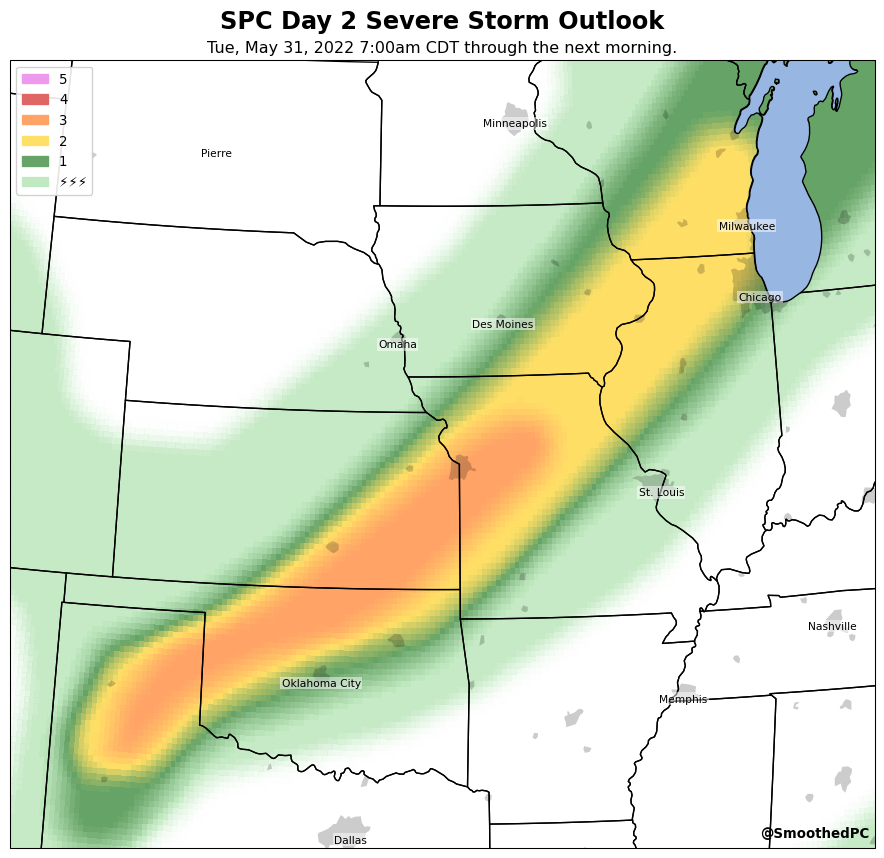 SPC Day 2 Severe Storm Outlook
Tue, May 31, 2022 7:00am CDT through the next morning.
5
4
3
2
1
⚡⚡⚡
Minneapolis
Pierre
Milwaukee
Chicago
Des Moines
Omaha
St. Louis
Nashville
Oklahoma City
Memphis
Dallas
@SmoothedPC